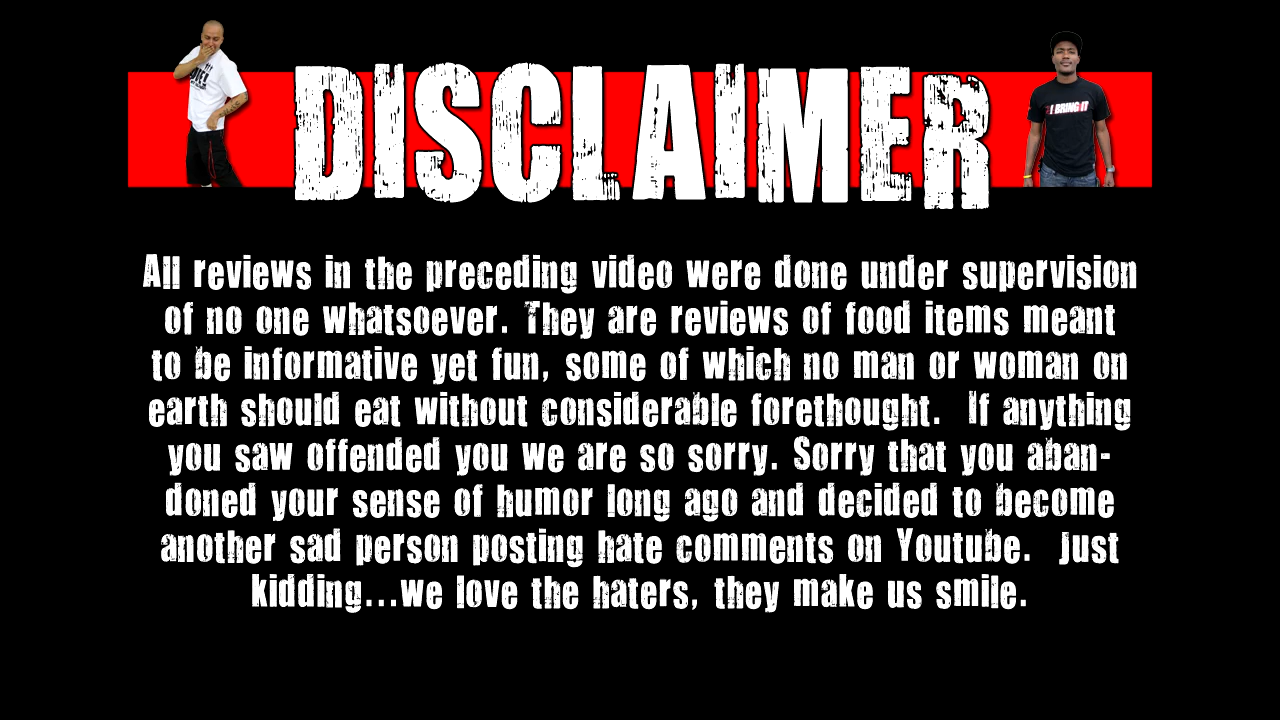 DISCLAIMER
I BRING IT
All reviews in the preceding video were done under supervision
of no one whatsoever. They are reviews of food items meant
to be informative yet fun, some of which no man or woman on
earth should eat without considerable forethought. If anything
you saw offended you we are so sorry. Sorry that you aban-
doned your sense of humor long ago and decided to become
another sad person posting hate comments on Youtube. Just
kidding...we love the haters, they make us smile.